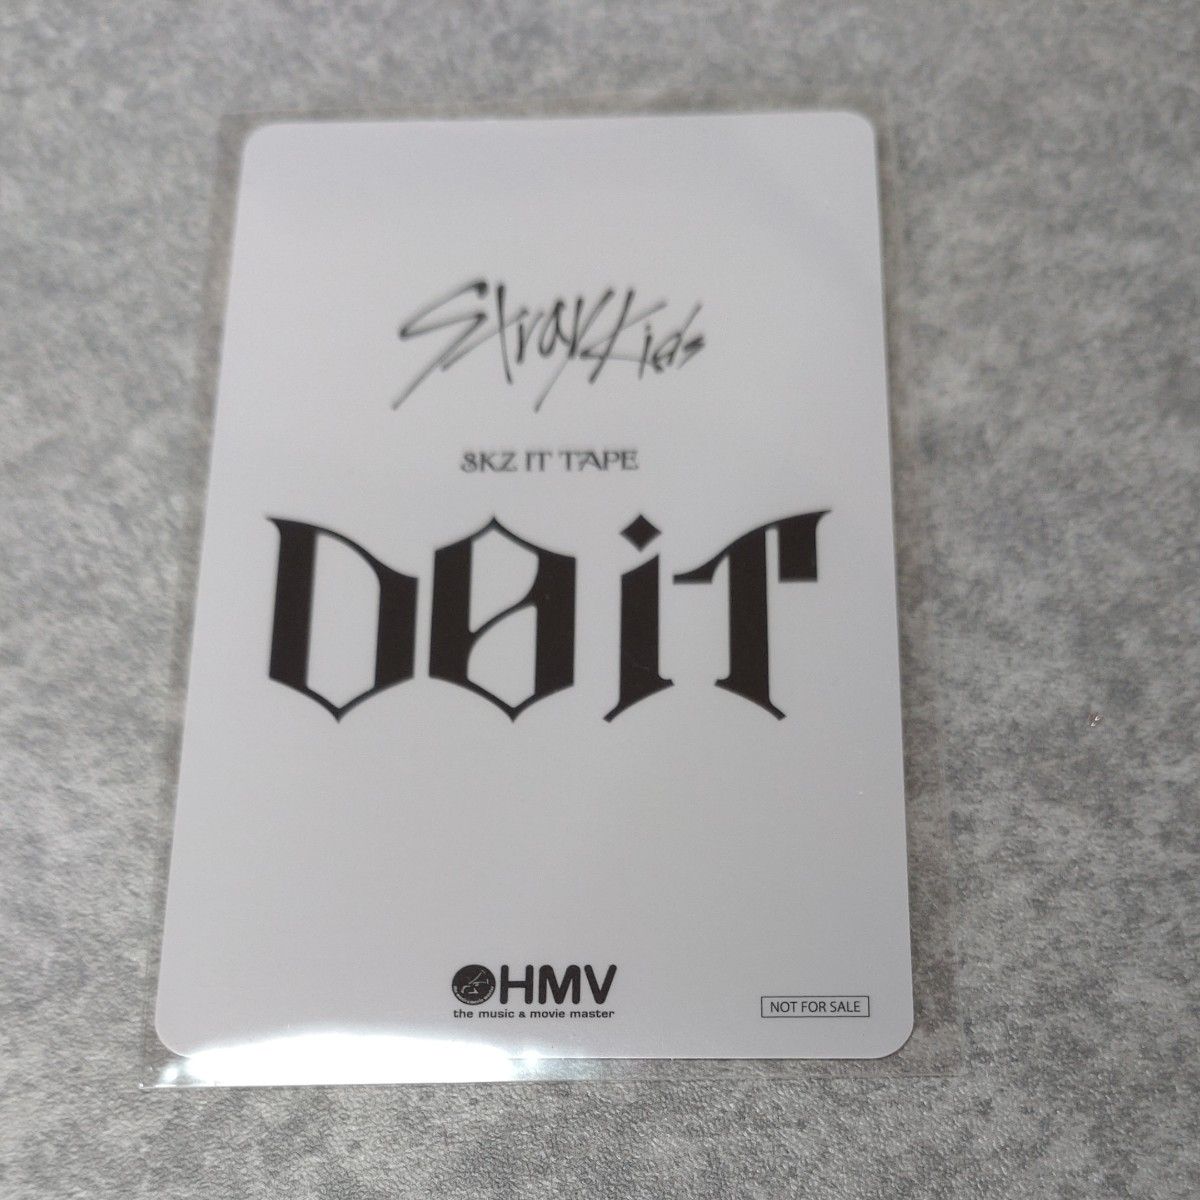 Stray Kids
SKZ IT TAPE
DO iT
HMV
the music & movie master
NOT FOR SALE